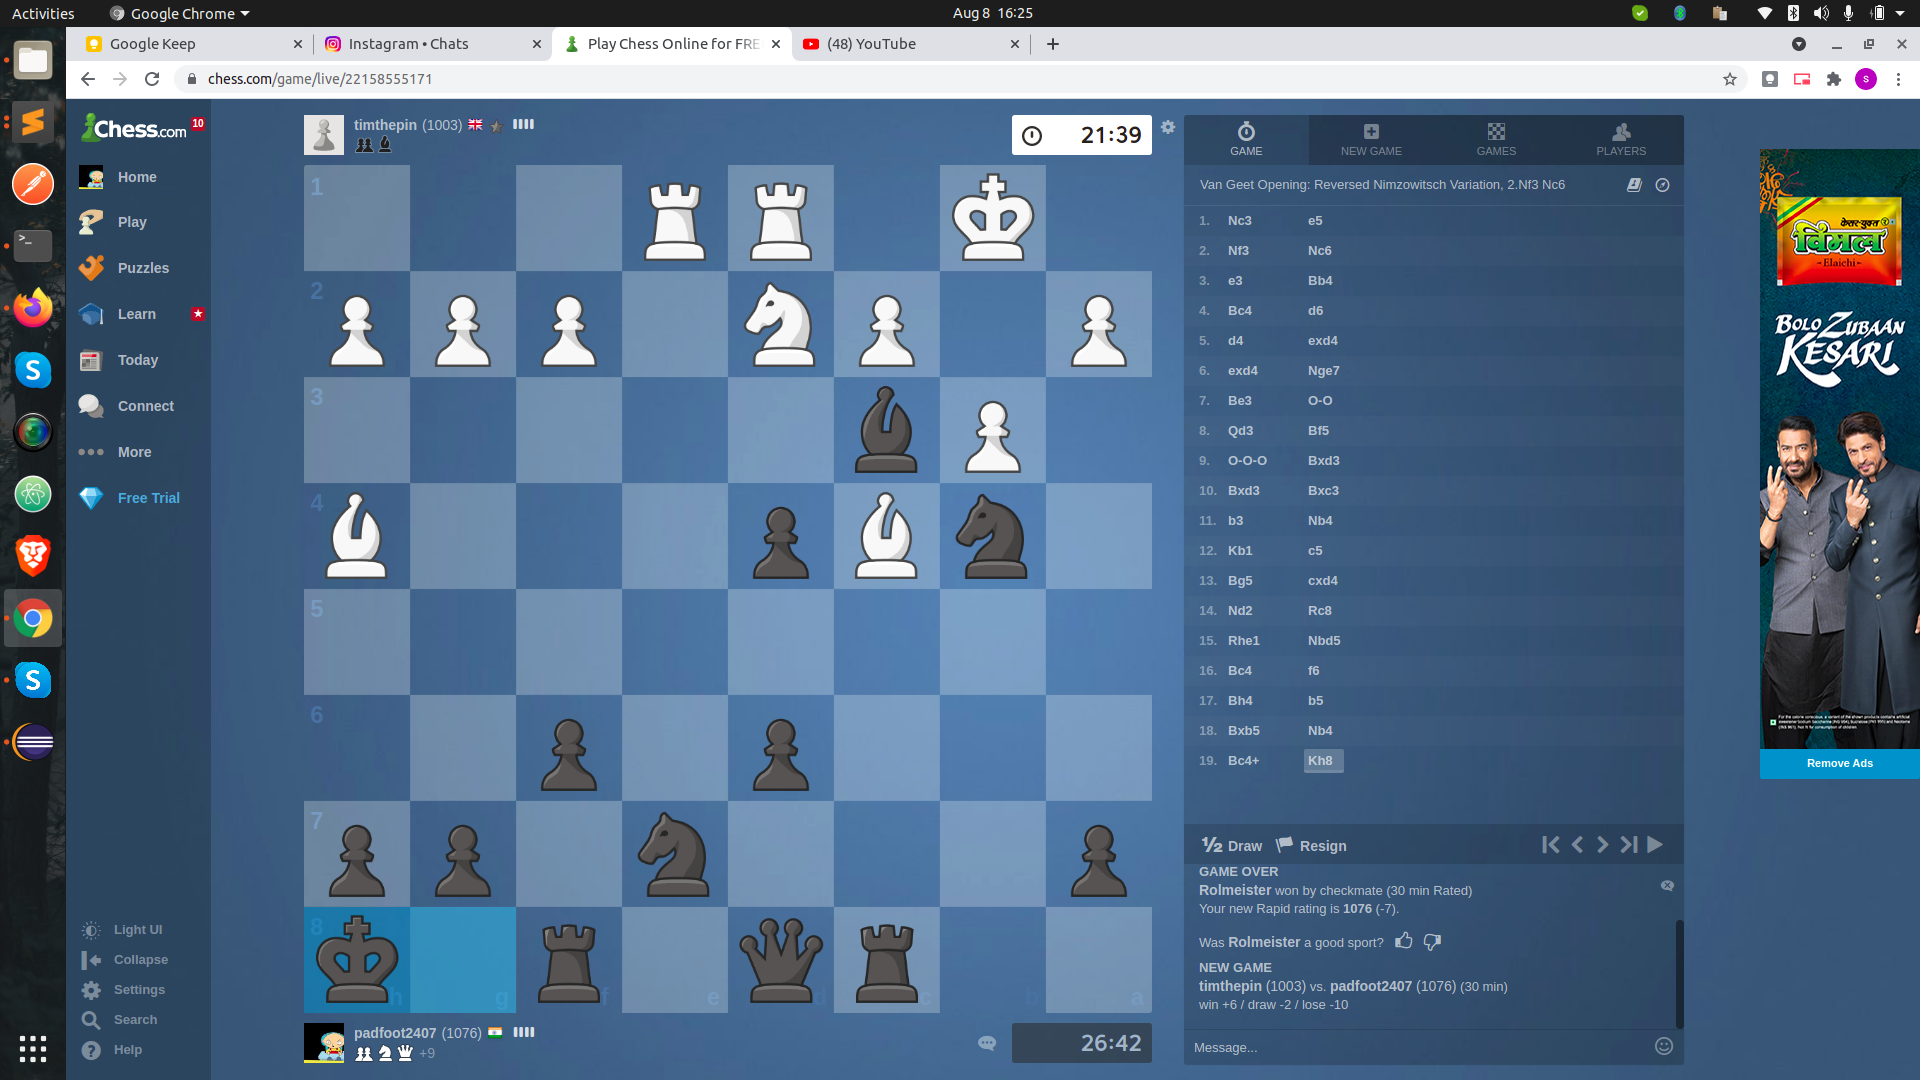 Activities
Google Chrome
Aug 8 16:25
Google Keep
Instagram • Chats
Play Chess Online for FRE
(48) YouTube
chess.com/game/live/22158555171
S
Chess.com
10
Home
Play
Puzzles
Learn
Today
Connect
More
Free Trial
Light UI
Collapse
Settings
Search
Help
timthepin (1003)
21:39
1
2
3
4
5
6
7
8
h
g
f
e
d
c
b
a
padfoot2407 (1076)
+9
26:42
GAME
NEW GAME
GAMES
PLAYERS
Van Geet Opening: Reversed Nimzowitsch Variation, 2.Nf3 Nc6
1. Nc3 e5
2. Nf3 Nc6
3. e3 Bb4
4. Bc4 d6
5. d4 exd4
6. exd4 Nge7
7. Be3 O-O
8. Qd3 Bf5
9. O-O-O Bxd3
10. Bxd3 Bxc3
11. b3 Nb4
12. Kb1 c5
13. Bg5 cxd4
14. Nd2 Rc8
15. Rhe1 Nbd5
16. Bc4 f6
17. Bh4 b5
18. Bxb5 Nb4
19. Bc4+ Kh8
½ Draw
Resign
GAME OVER
Rolmeister won by checkmate (30 min Rated)
Your new Rapid rating is 1076 (-7).
Was Rolmeister a good sport?
NEW GAME
timthepin (1003) vs. padfoot2407 (1076) (30 min)
win +6 / draw -2 / lose -10
Message...
केसर-युक्त
विमल
-Elaichi-
BOLO ZUBAAN
KESARI
Remove Ads